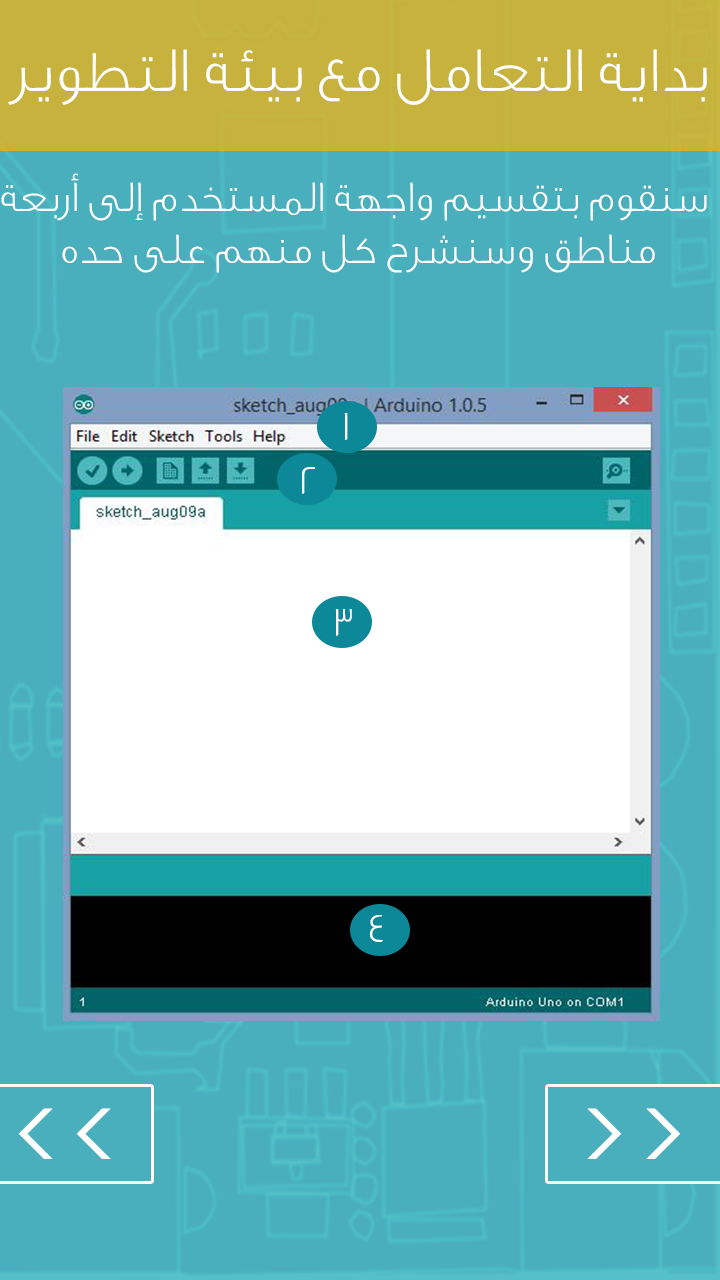 بداية التعامل مع بيئة التطوير
سنقوم بتقسيم واجهة المستخدم إلى أربعة
مناطق وسنشرح كل منهم على حده
sketch_aug09 | Arduino 1.0.5
١
File Edit Sketch Tools Help
٢
sketch_aug09a
٣
٤
1 Arduino Uno on COM1